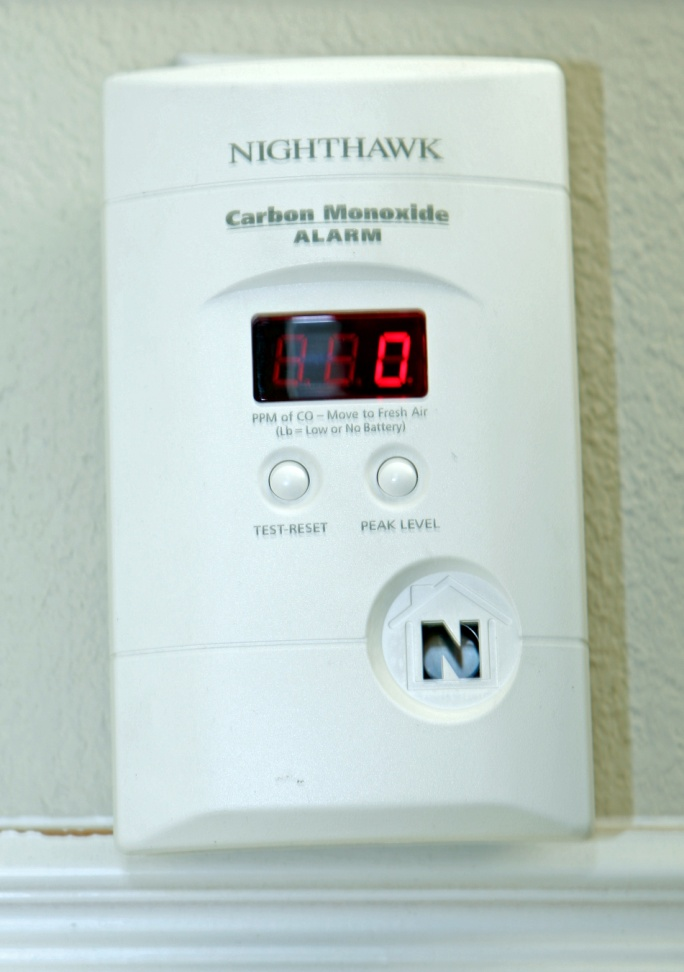 NIGHTHAWK
Carbon Monoxide
ALARM
0
PPM of CO – Move to Fresh Air
(Lb = Low or No Battery)
TEST-RESET PEAK LEVEL
N